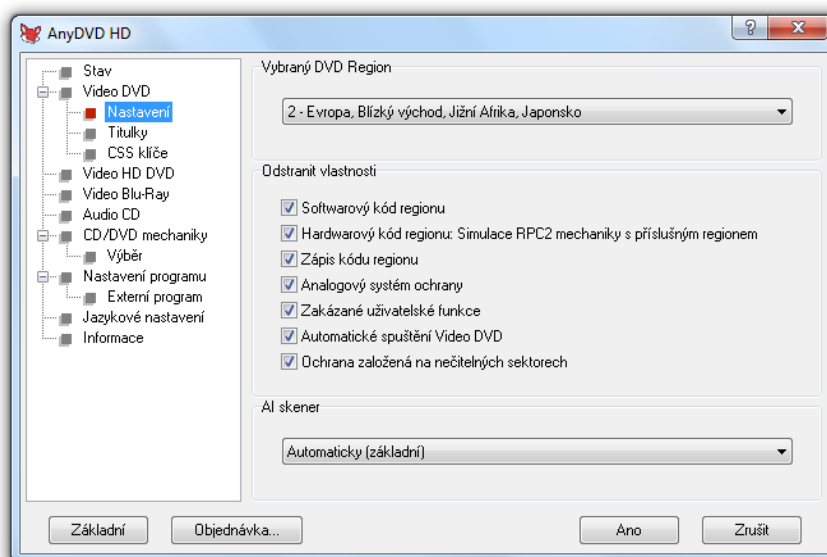 AnyDVD HD
Stav
Video DVD
Nastavení
Titulky
CSS klíče
Video HD DVD
Video Blu-Ray
Audio CD
CD/DVD mechaniky
Výběr
Nastavení programu
Externí program
Jazykové nastavení
Informace
Vybraný DVD Region
2 - Evropa, Blízký východ, Jižní Afrika, Japonsko
Odstranit vlastnosti
Softwarový kód regionu
Hardwarový kód regionu: Simulace RPC2 mechaniky s příslušným regionem
Zápis kódu regionu
Analogový systém ochrany
Zakázané uživatelské funkce
Automatické spuštění Video DVD
Ochrana založená na nečitelných sektorech
AI skener
Automaticky (základní)
Základní
Objednávka...
Ano
Zrušit